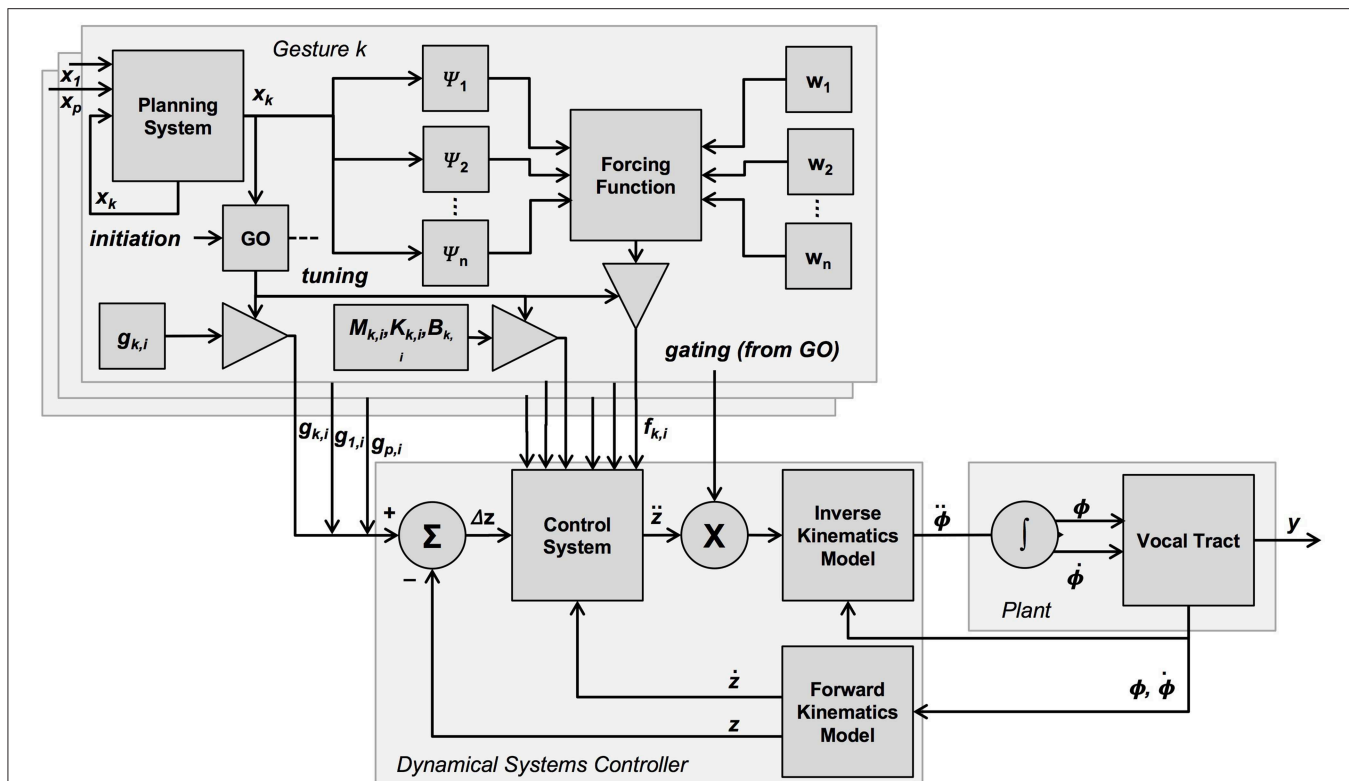 Gesture k
x1
xp
Planning
System
xk
xk
Ψ1
Ψ2
⋮
Ψn
Forcing
Function
w1
w2
⋮
wn
initiation
GO
tuning
gk,i
Mk,i,Kk,i,Bk,
i
gating (from GO)
gk,i
g1,i
gp,i
fk,i
+
−
Σ
Δz
Control
System
z̈
X
Inverse
Kinematics
Model
ϕ̈
∫
ϕ
ϕ̇
Vocal Tract
y
Plant
ż
z
Forward
Kinematics
Model
ϕ, ϕ̇
Dynamical Systems Controller